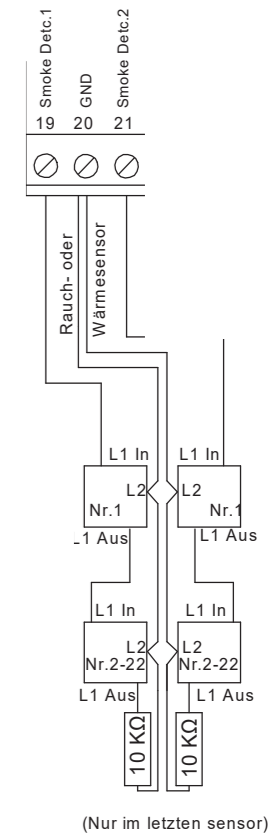 Smoke Detc.1
GND
Smoke Detc.2
19 20 21
Rauch- oder
Wärmesensor
L1 In L1 In
L2 L2
Nr.1 Nr.1
L1 Aus L1 Aus
L1 In L1 In
L2 L2
Nr.2-22 Nr.2-22
L1 Aus L1 Aus
10 KΩ
10 KΩ
(Nur im letzten sensor)